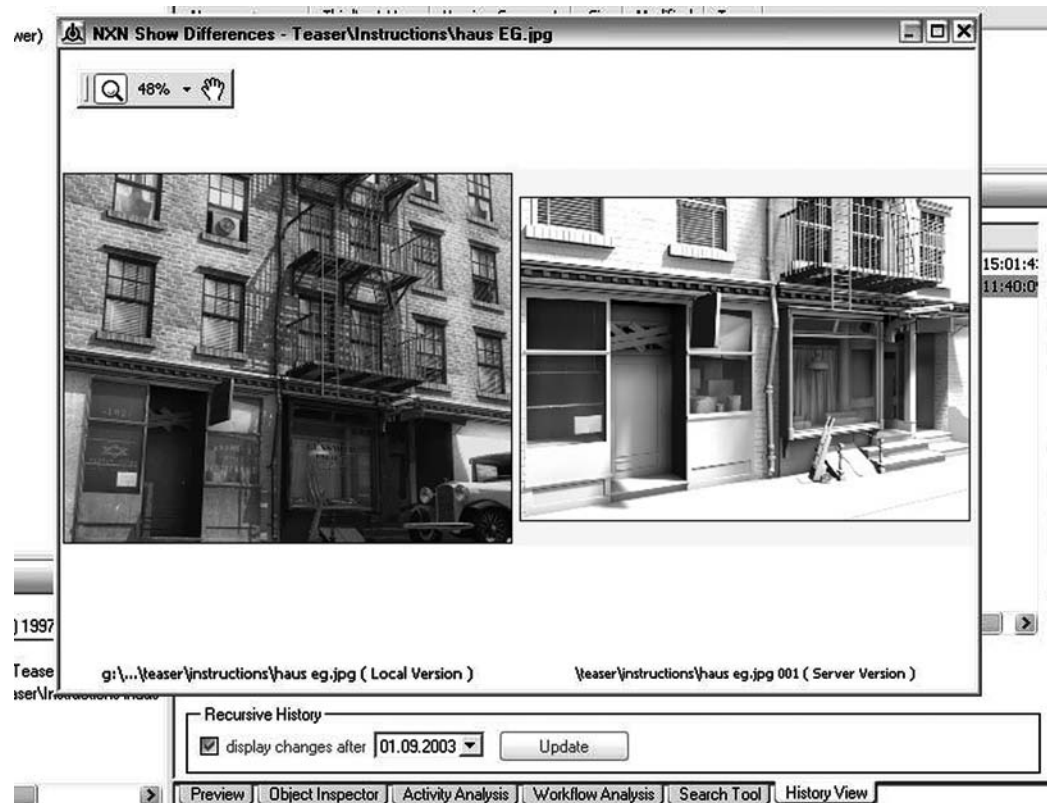 wer)
NXN Show Differences - Teaser\Instructions\haus EG.jpg
48%
15:01:4
11:40:0
) 1997
Tease
g:\...\teaser\instructions\haus eg.jpg ( Local Version )
\teaser\instructions\haus eg.jpg 001 ( Server Version )
Recursive History
display changes after 01.09.2003 Update
Preview Object Inspector Activity Analysis Workflow Analysis Search Tool History View